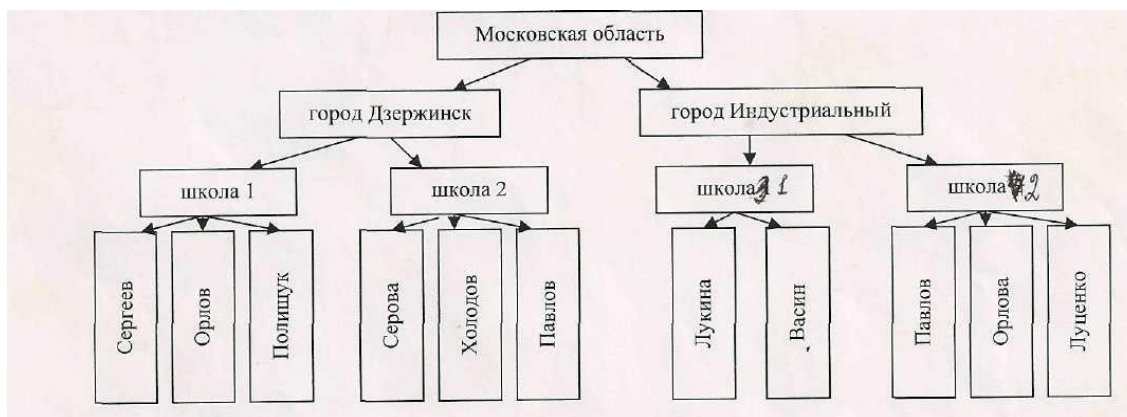 Московская область
город Дзержинск
город Индустриальный
школа 1
школа 2
школа 1
школа 2
Сергеев
Орлов
Полищук
Серова
Холодов
Павлов
Лукина
Васин
Павлов
Орлова
Луценко